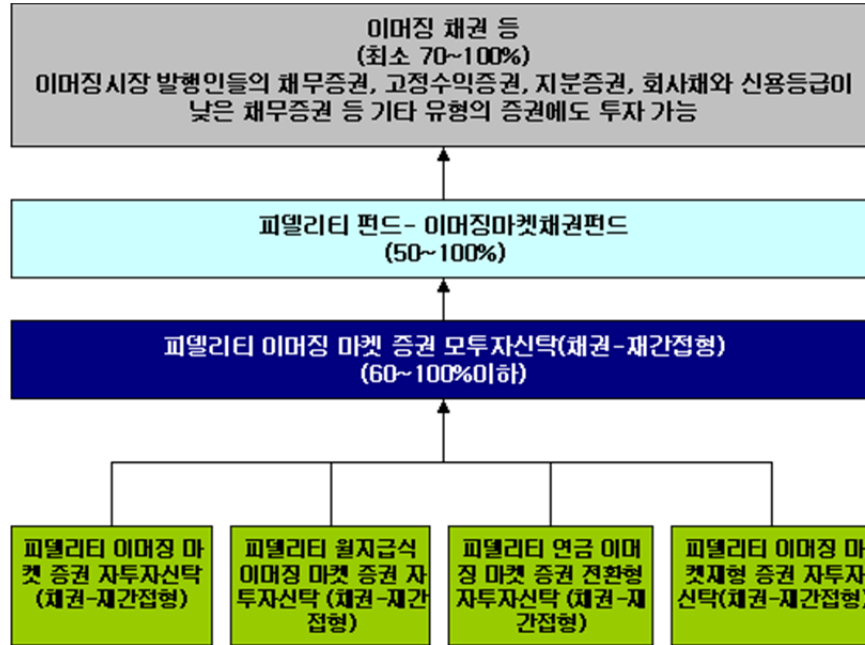 이머징 채권 등
(최소 70~100%)
이머징시장 발행인들의 채무증권, 고정수익증권, 지분증권, 회사채와 신용등급이
낮은 채무증권 등 기타 유형의 증권에도 투자 가능
피델리티 펀드- 이머징마켓채권펀드
(50~100%)
피델리티 이머징 마켓 증권 모투자신탁(채권-재간접형)
(60~100%이하)
피델리티 이머징 마
켓 증권 자투자신탁
(채권-재간접형)
피델리티 월지급식
이머징 마켓 증권 자
투자신탁 (채권-재간
접형)
피델리티 연금 이머
징 마켓 증권 전환형
자투자신탁 (채권-재
간접형)
피델리티 이머징 마
켓재형 증권 자투자
신탁(채권-재간접형)